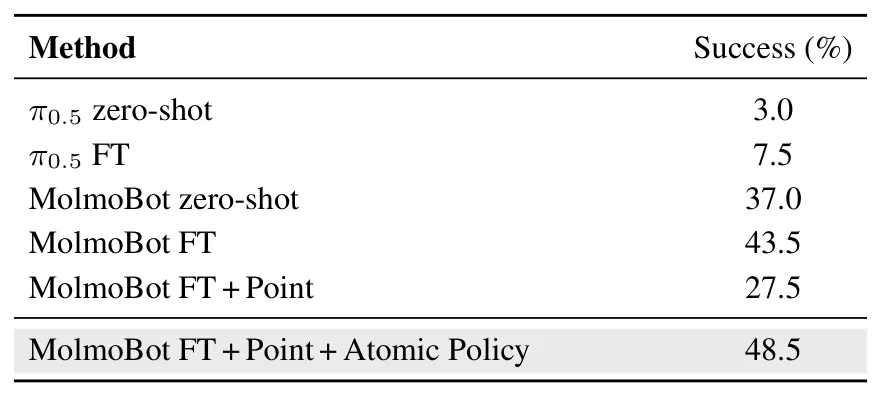 Method Success (%)
π0.5 zero-shot 3.0
π0.5 FT 7.5
MolmoBot zero-shot 37.0
MolmoBot FT 43.5
MolmoBot FT + Point 27.5
MolmoBot FT + Point + Atomic Policy 48.5